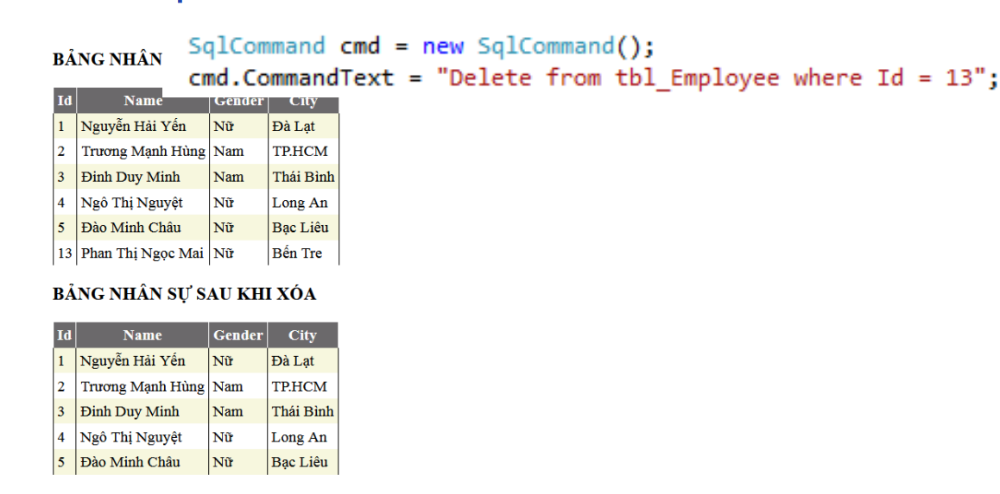 BẢNG NHÂN
SqlCommand cmd = new SqlCommand();
cmd.CommandText = "Delete from tbl_Employee where Id = 13";
Id Name Gender City
1 Nguyễn Hải Yến Nữ Đà Lạt
2 Trương Mạnh Hùng Nam TP.HCM
3 Đinh Duy Minh Nam Thái Bình
4 Ngô Thị Nguyệt Nữ Long An
5 Đào Minh Châu Nữ Bạc Liêu
13 Phan Thị Ngọc Mai Nữ Bến Tre
BẢNG NHÂN SỰ SAU KHI XÓA
Id Name Gender City
1 Nguyễn Hải Yến Nữ Đà Lạt
2 Trương Mạnh Hùng Nam TP.HCM
3 Đinh Duy Minh Nam Thái Bình
4 Ngô Thị Nguyệt Nữ Long An
5 Đào Minh Châu Nữ Bạc Liêu